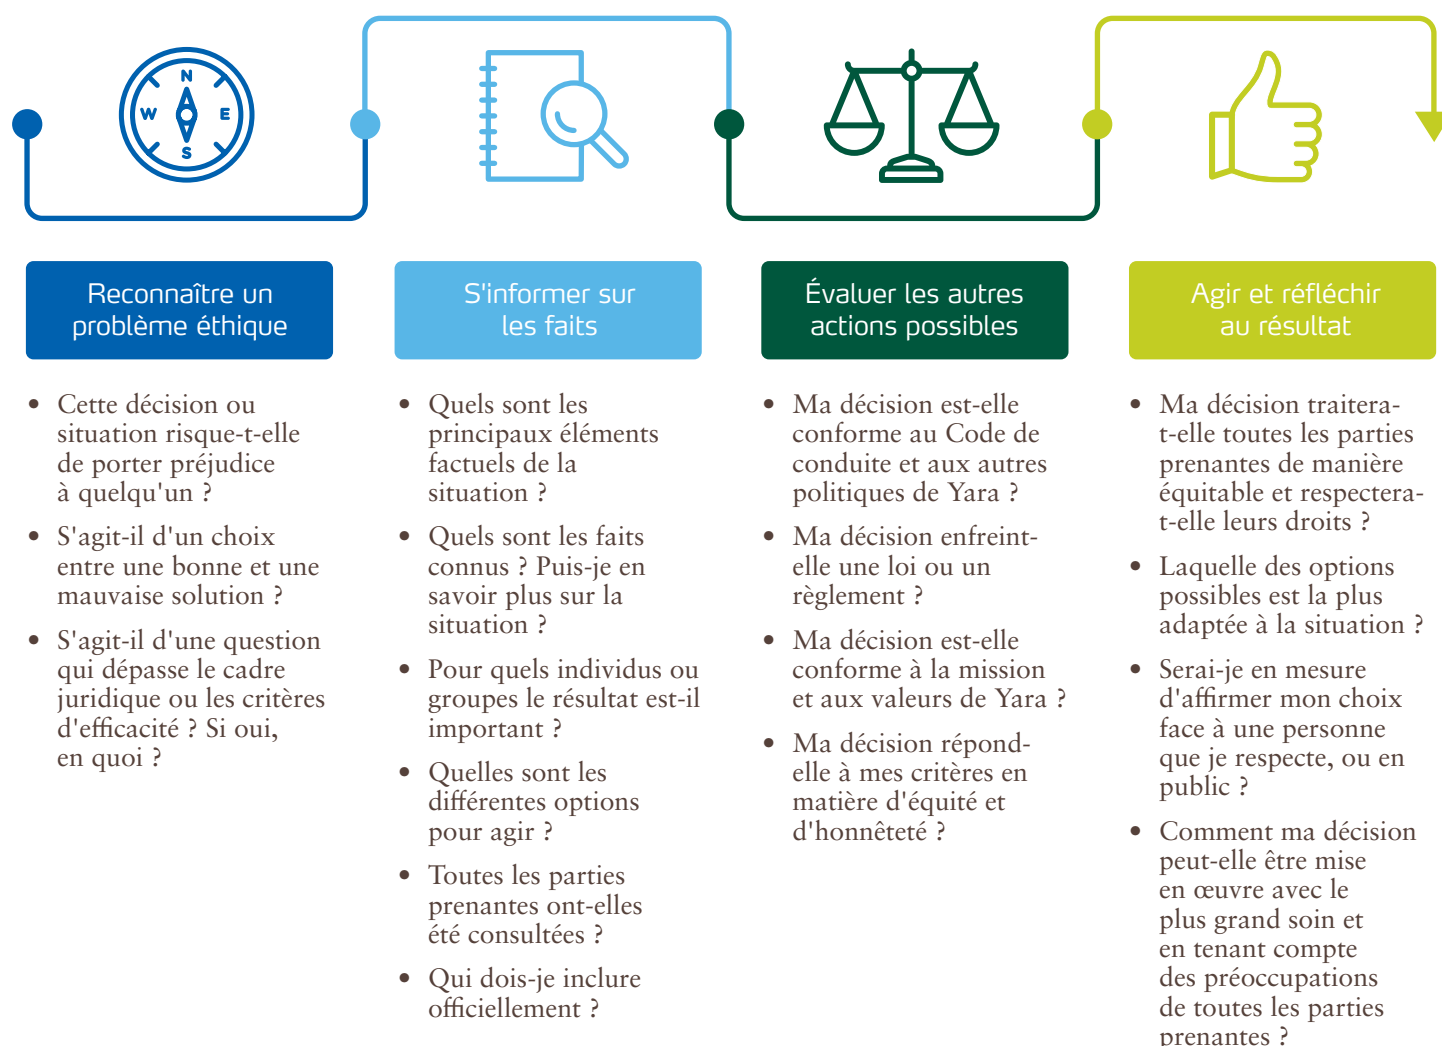 N
W
E
S
Reconnaître un
problème éthique
• Cette décision ou
situation risque-t-elle
de porter préjudice
à quelqu'un ?
• S'agit-il d'un choix
entre une bonne et une
mauvaise solution ?
• S'agit-il d'une question
qui dépasse le cadre
juridique ou les critères
d'efficacité ? Si oui,
en quoi ?
S'informer sur
les faits
• Quels sont les
principaux éléments
factuels de la
situation ?
• Quels sont les faits
connus ? Puis-je en
savoir plus sur la
situation ?
• Pour quels individus ou
groupes le résultat est-il
important ?
• Quelles sont les
différentes options
pour agir ?
• Toutes les parties
prenantes ont-elles
été consultées ?
• Qui dois-je inclure
officiellement ?
Évaluer les autres
actions possibles
• Ma décision est-elle
conforme au Code de
conduite et aux autres
politiques de Yara ?
• Ma décision enfreint-
elle une loi ou un
règlement ?
• Ma décision est-elle
conforme à la mission
et aux valeurs de Yara ?
• Ma décision répond-
elle à mes critères en
matière d'équité et
d'honnêteté ?
Agir et réfléchir
au résultat
• Ma décision traitera-
t-elle toutes les parties
prenantes de manière
équitable et respectera-
t-elle leurs droits ?
• Laquelle des options
possibles est la plus
adaptée à la situation ?
• Serai-je en mesure
d'affirmer mon choix
face à une personne
que je respecte, ou en
public ?
• Comment ma décision
peut-elle être mise
en œuvre avec le
plus grand soin et
en tenant compte
des préoccupations
de toutes les parties
prenantes ?